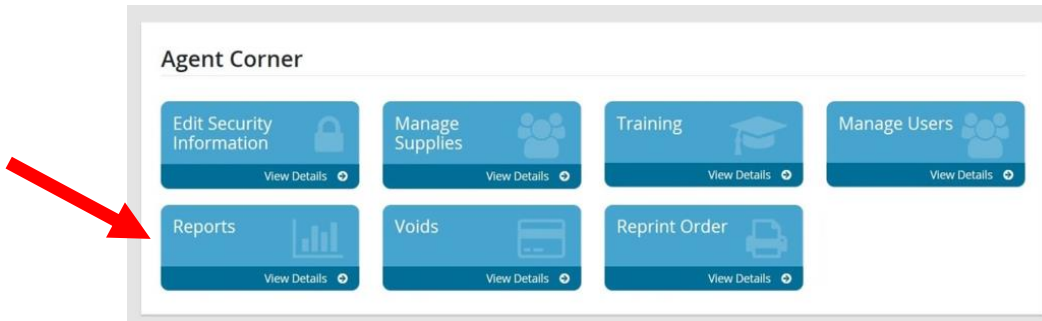 Agent Corner
Edit Security
Information
View Details
Manage
Supplies
View Details
Training
View Details
Manage Users
View Details
Reports
View Details
Voids
View Details
Reprint Order
View Details